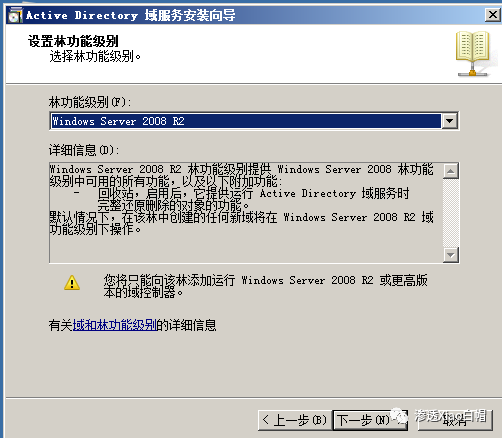 Active Directory 域服务安装向导
设置林功能级别
选择林功能级别。
林功能级别(F):
Windows Server 2008 R2
详细信息(D):
Windows Server 2008 R2 林功能级别提供 Windows Server 2008 林功能
级别中可用的所有功能，以及以下附加功能:
- 回收站，启用后，它提供运行 Active Directory 域服务时
完整还原删除的对象的功能。
默认情况下，在该林中创建的任何新域将在 Windows Server 2008 R2 域
功能级别下操作。
您将只能向该林添加运行 Windows Server 2008 R2 或更高版
本的域控制器。
有关域和林功能级别的详细信息
< 上一步(B) 下一步(N) > 取消
渗透Xiao白帽